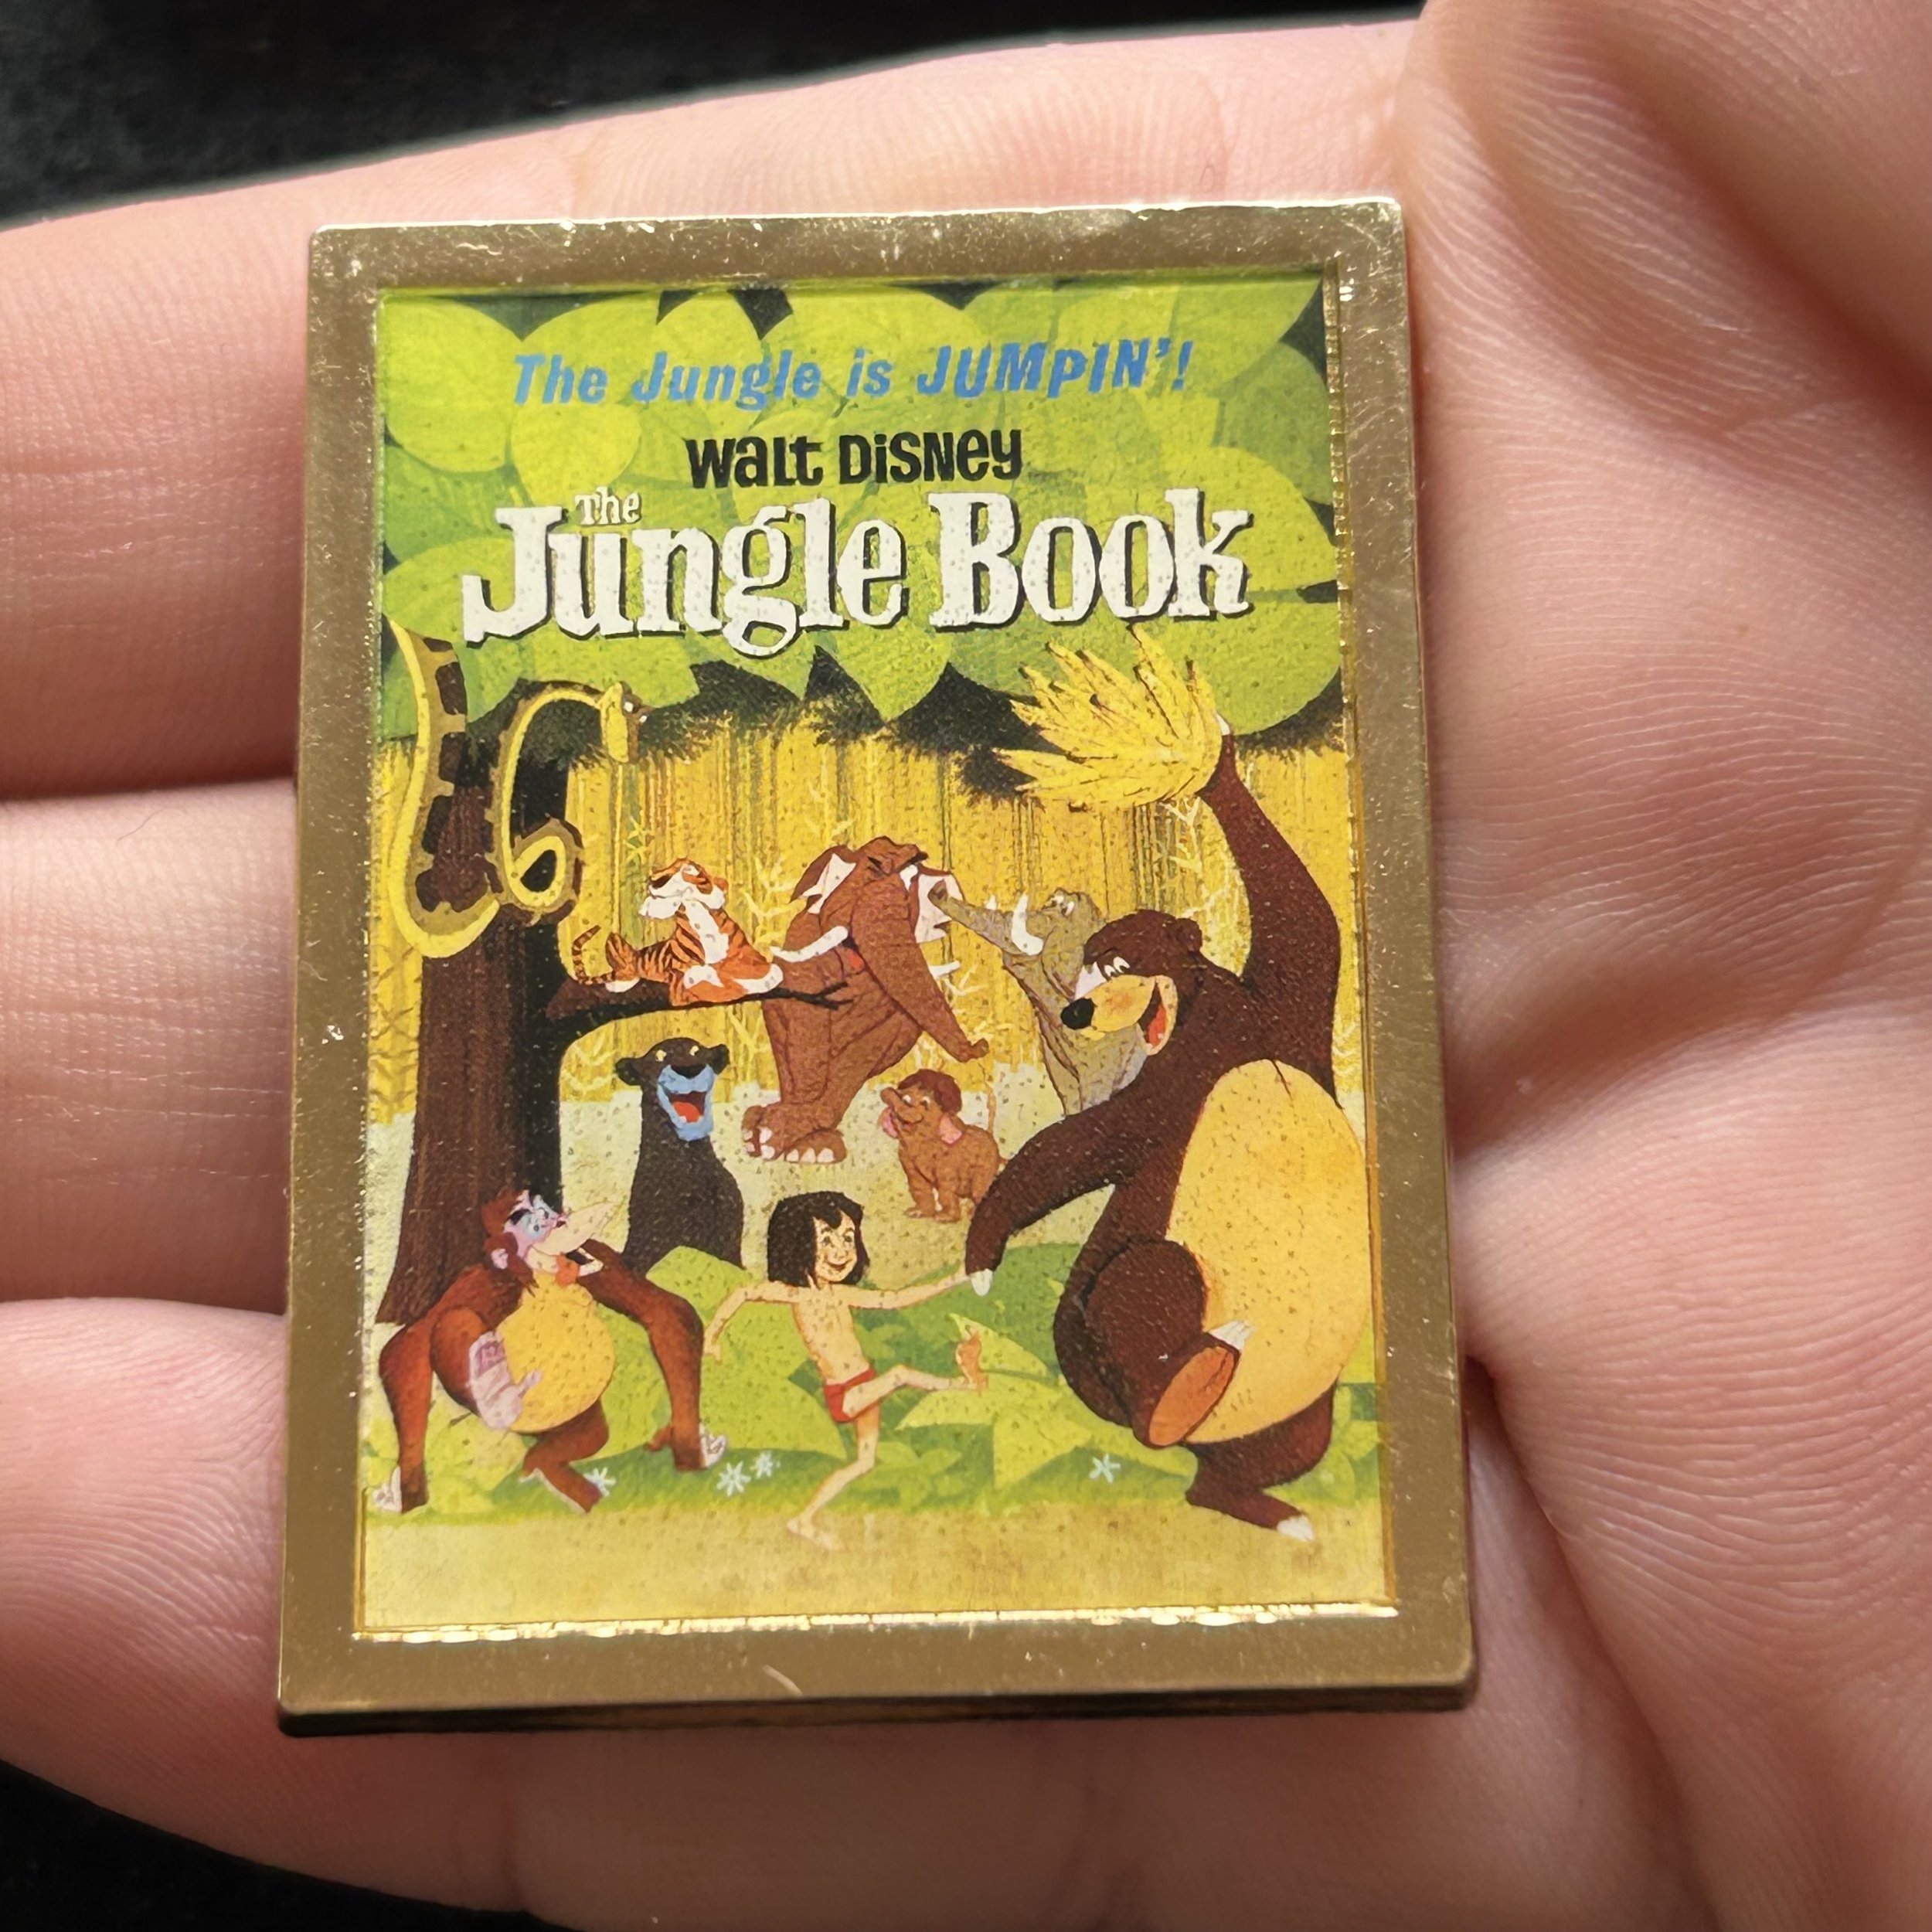 The Jungle is JUMpIN'!
Walt DiSNey
The
Jungle Book